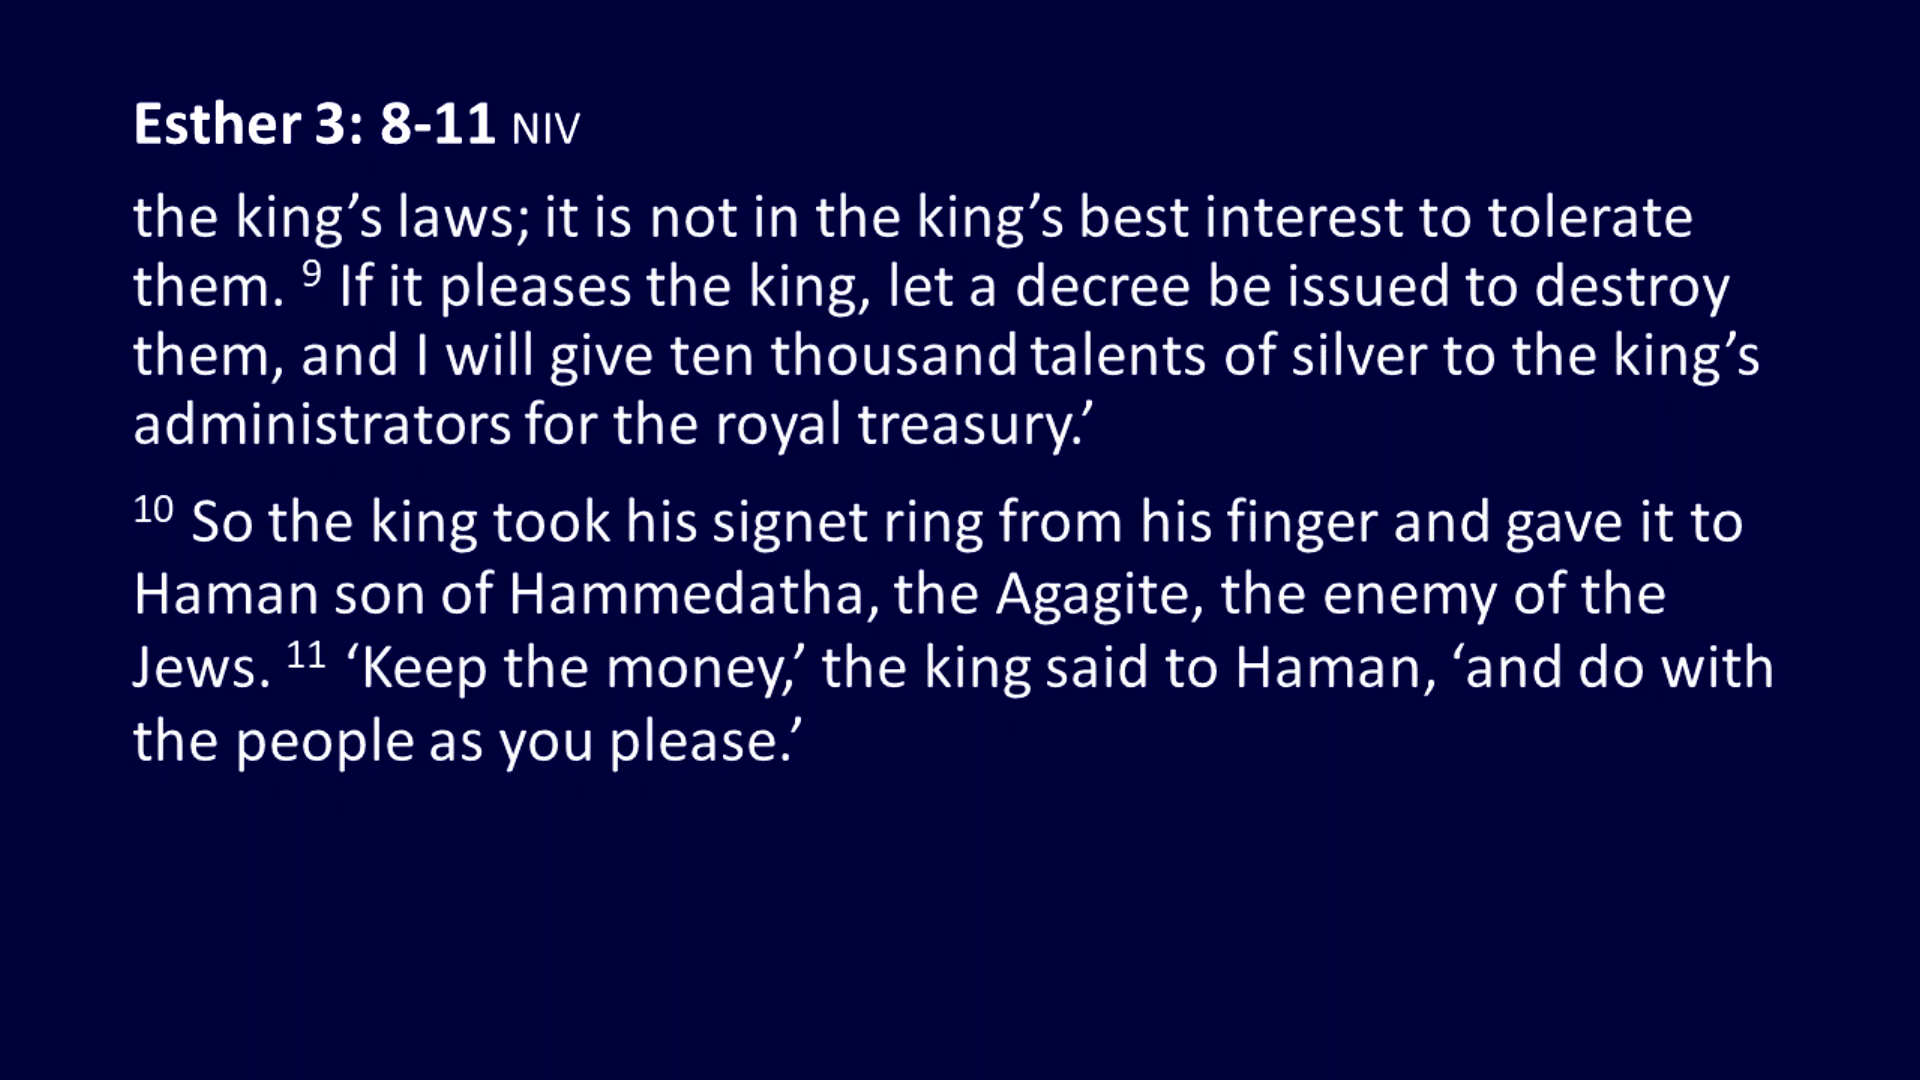 Esther 3: 8-11 NIV
the king’s laws; it is not in the king’s best interest to tolerate
them. 9 If it pleases the king, let a decree be issued to destroy
them, and I will give ten thousand talents of silver to the king’s
administrators for the royal treasury.’
10 So the king took his signet ring from his finger and gave it to
Haman son of Hammedatha, the Agagite, the enemy of the
Jews. 11 ‘Keep the money,’ the king said to Haman, ‘and do with
the people as you please.’